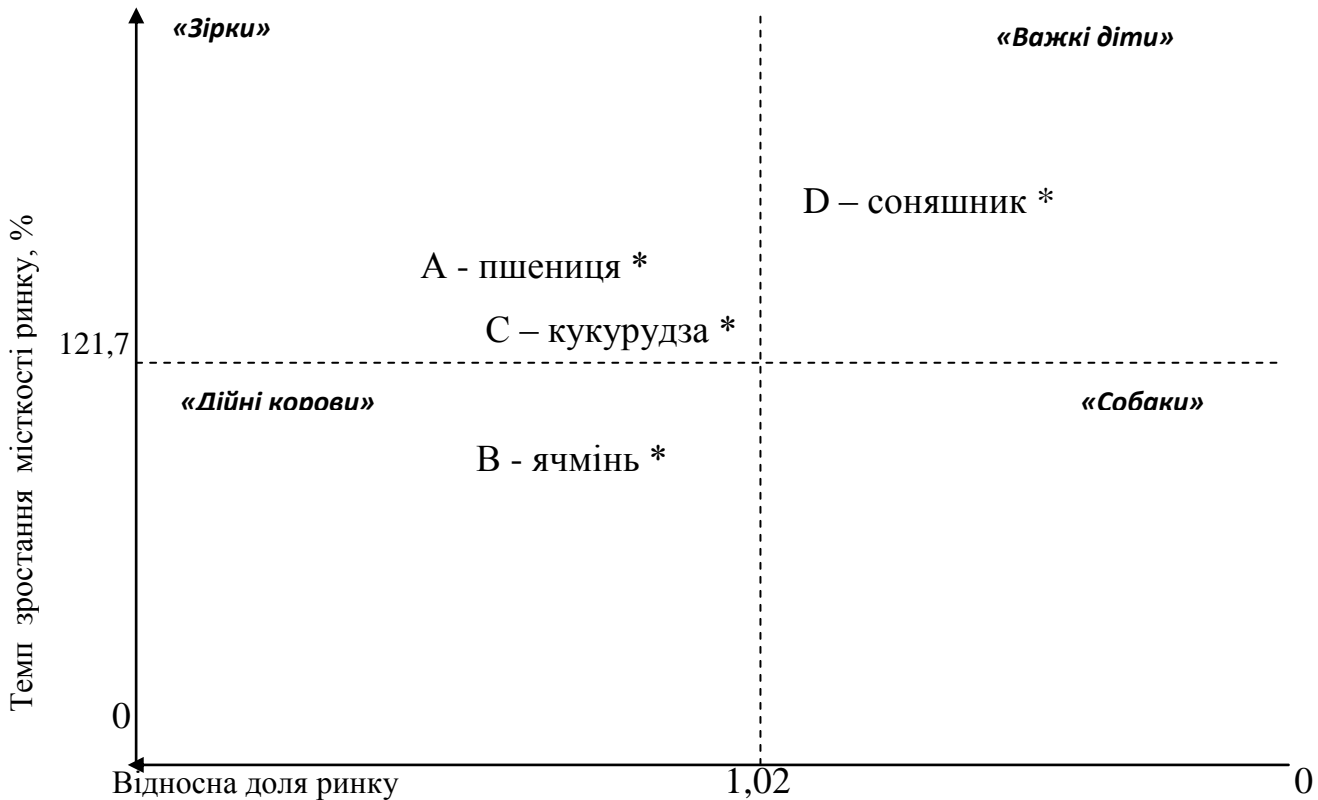 «Зірки»
«Важкі діти»
D – соняшник *
А - пшениця *
С – кукурудза *
121,7
«Дійні корови»
«Собаки»
В - ячмінь *
Темп зростання місткості ринку, %
0
Відносна доля ринку
1,02
0